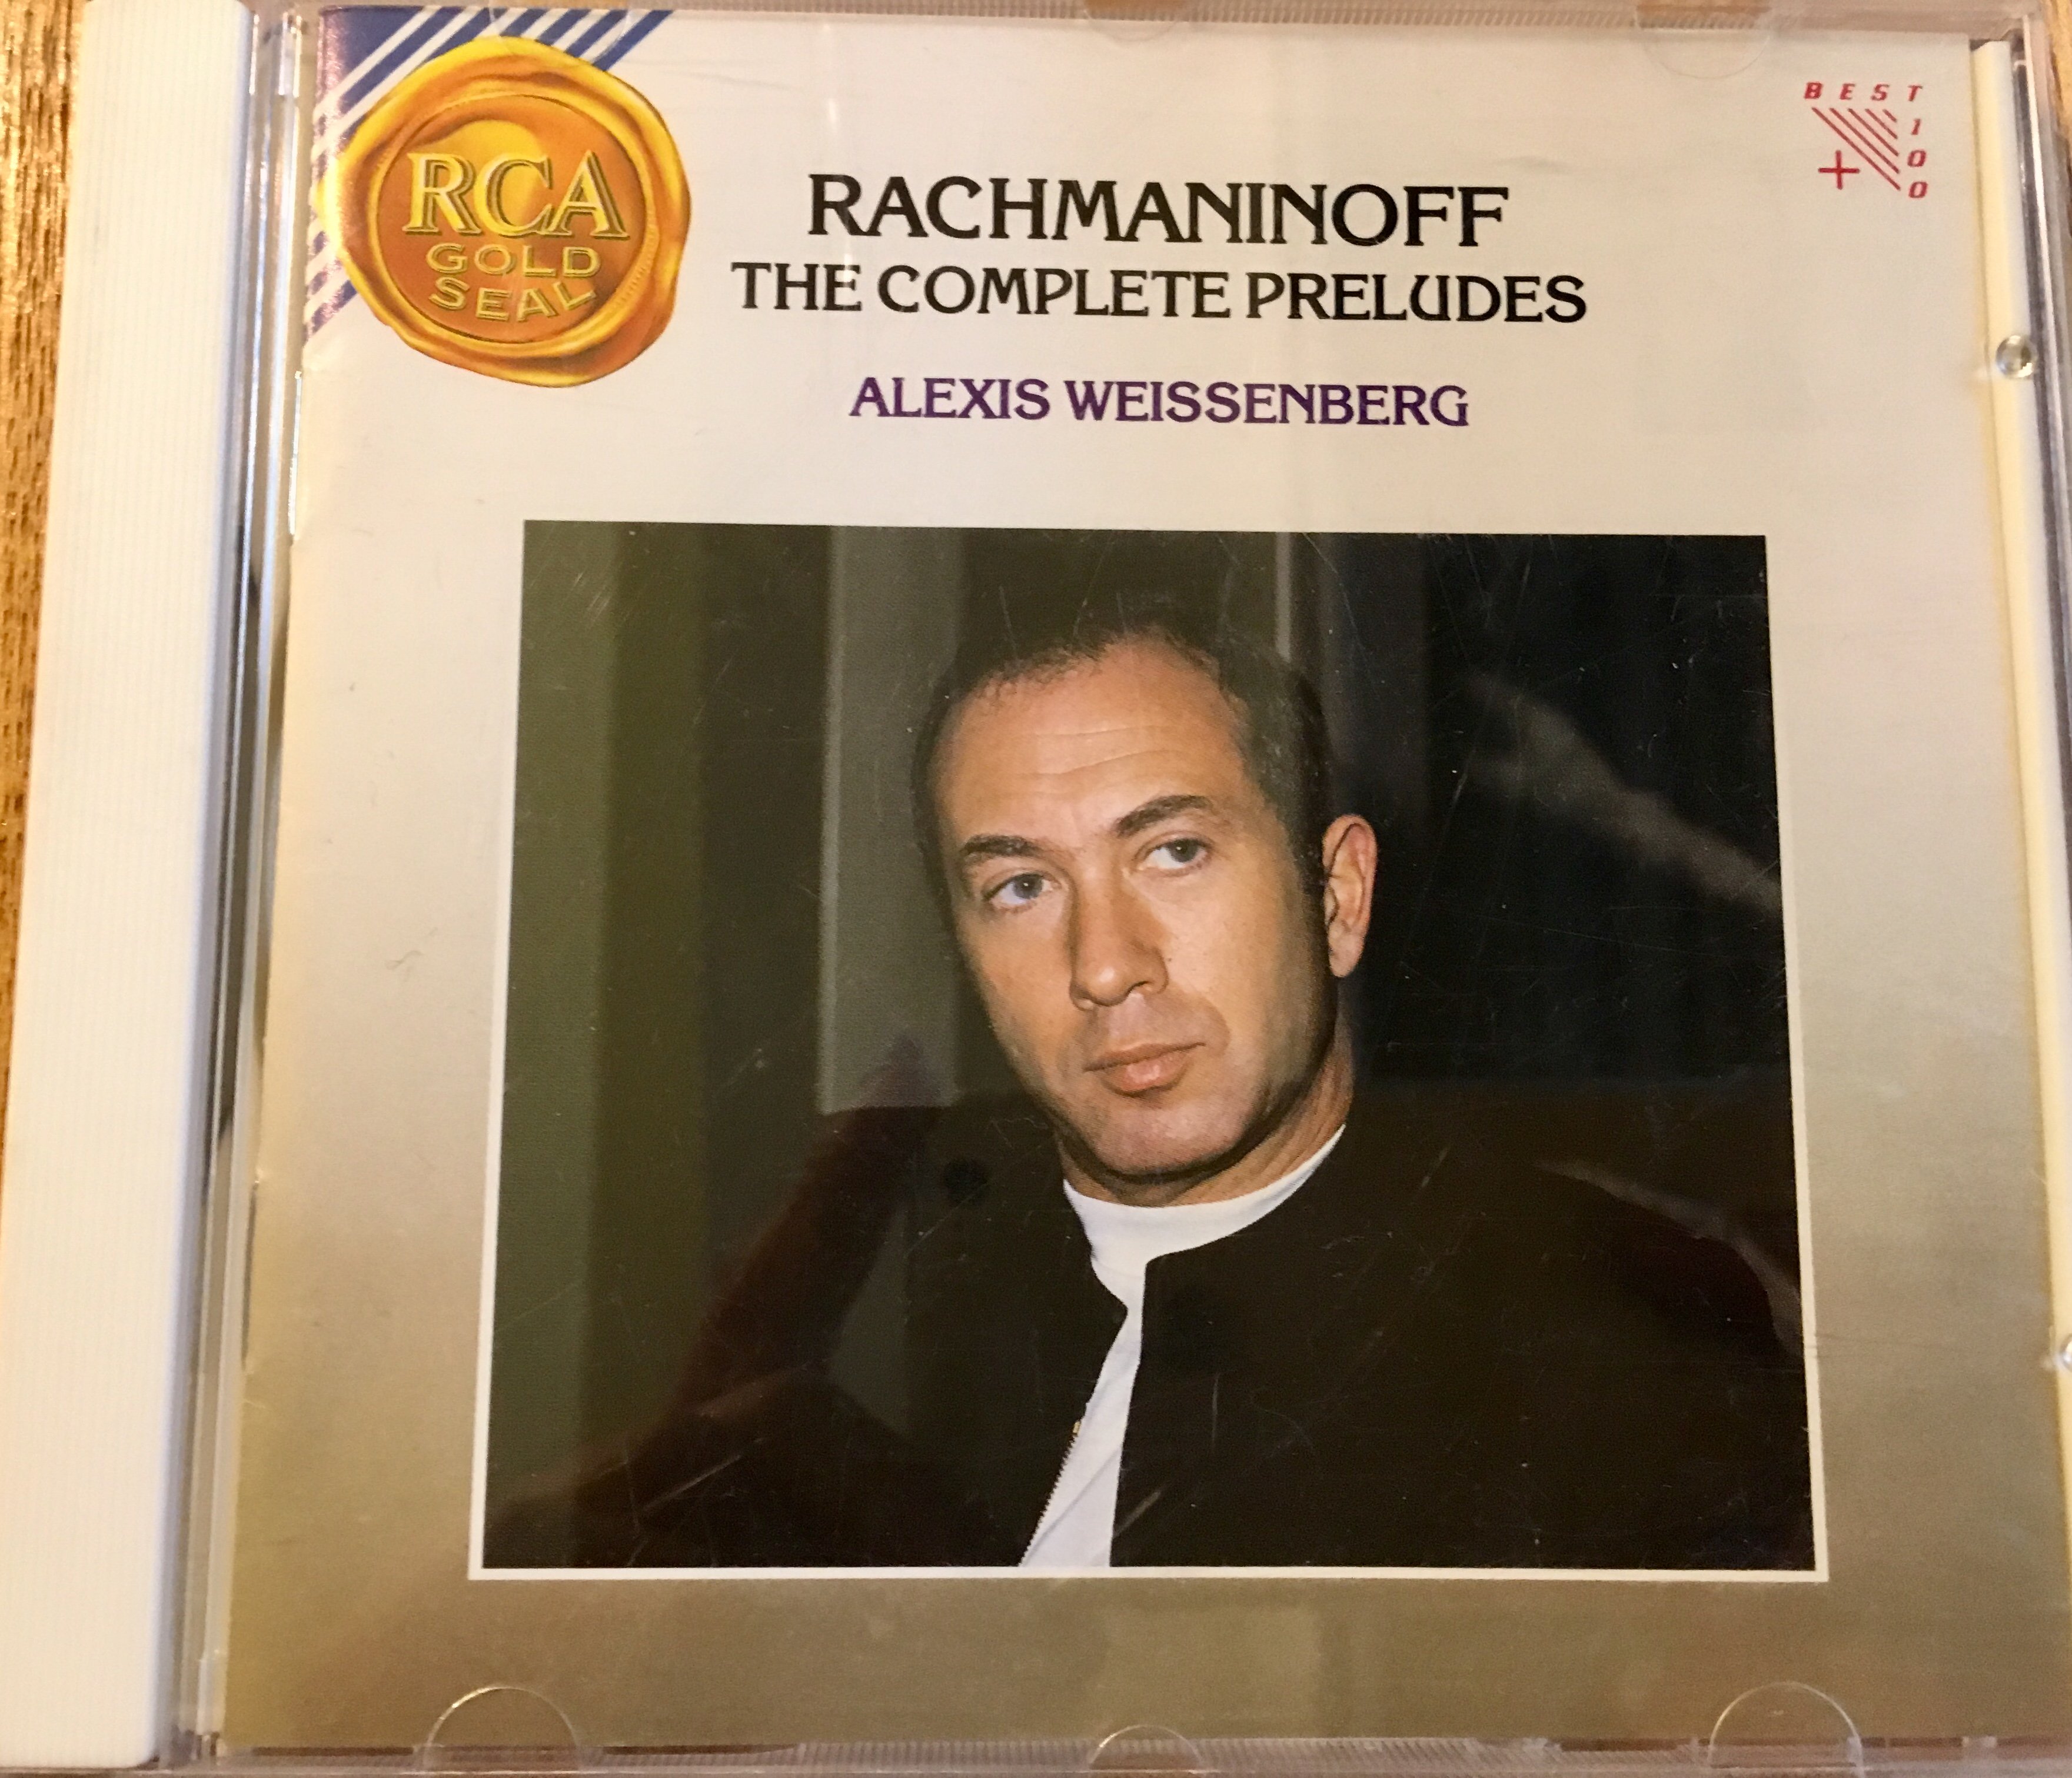 RCA
GOLD
SEAL
BEST
100
+
RACHMANINOFF
THE COMPLETE PRELUDES
ALEXIS WEISSENBERG